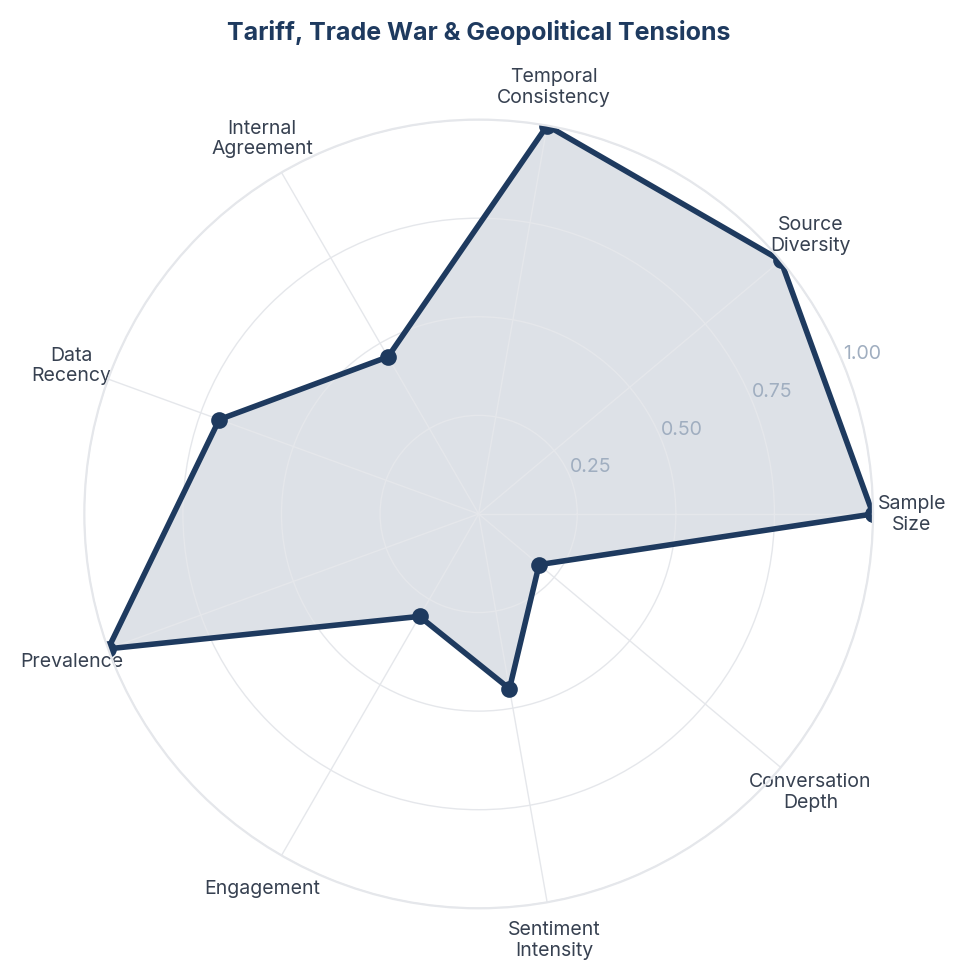 Tariff, Trade War & Geopolitical Tensions
Temporal
Consistency
Internal
Agreement
Source
Diversity
Data
Recency
1.00
0.75
0.50
0.25
Sample
Size
Prevalence
Conversation
Depth
Engagement
Sentiment
Intensity